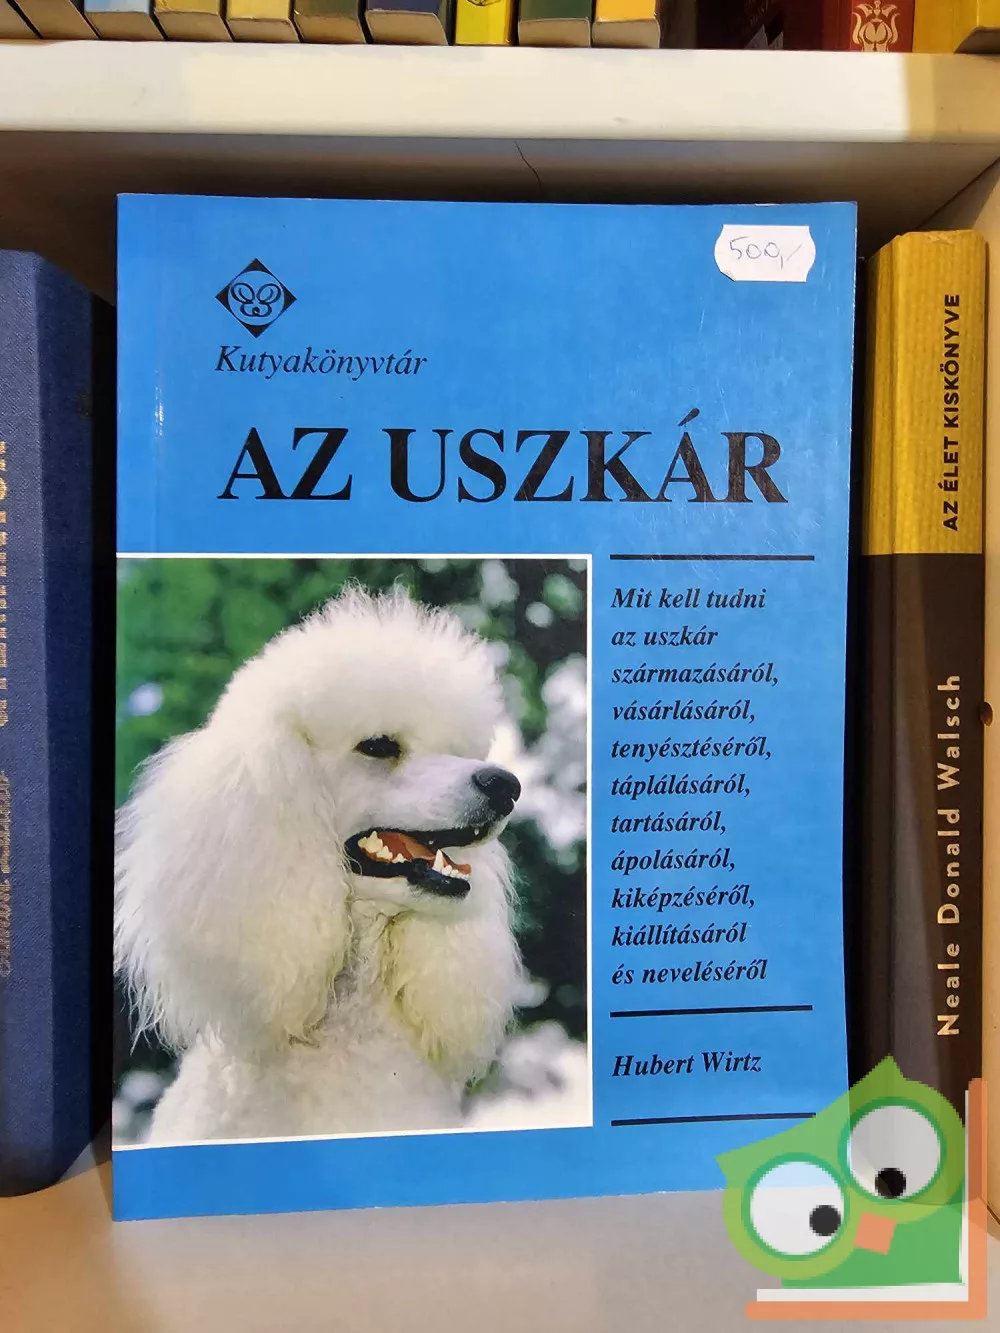 500,-
Kutyakönyvtár
AZ USZKÁR
Mit kell tudni
az uszkár
származásáról,
vásárlásáról,
tenyésztéséről,
táplálásáról,
tartásáról,
ápolásáról,
kiképzéséről,
kiállításáról
és neveléséről
Hubert Wirtz
AZ ÉLET KISKÖNYVE
Neale Donald Walsch